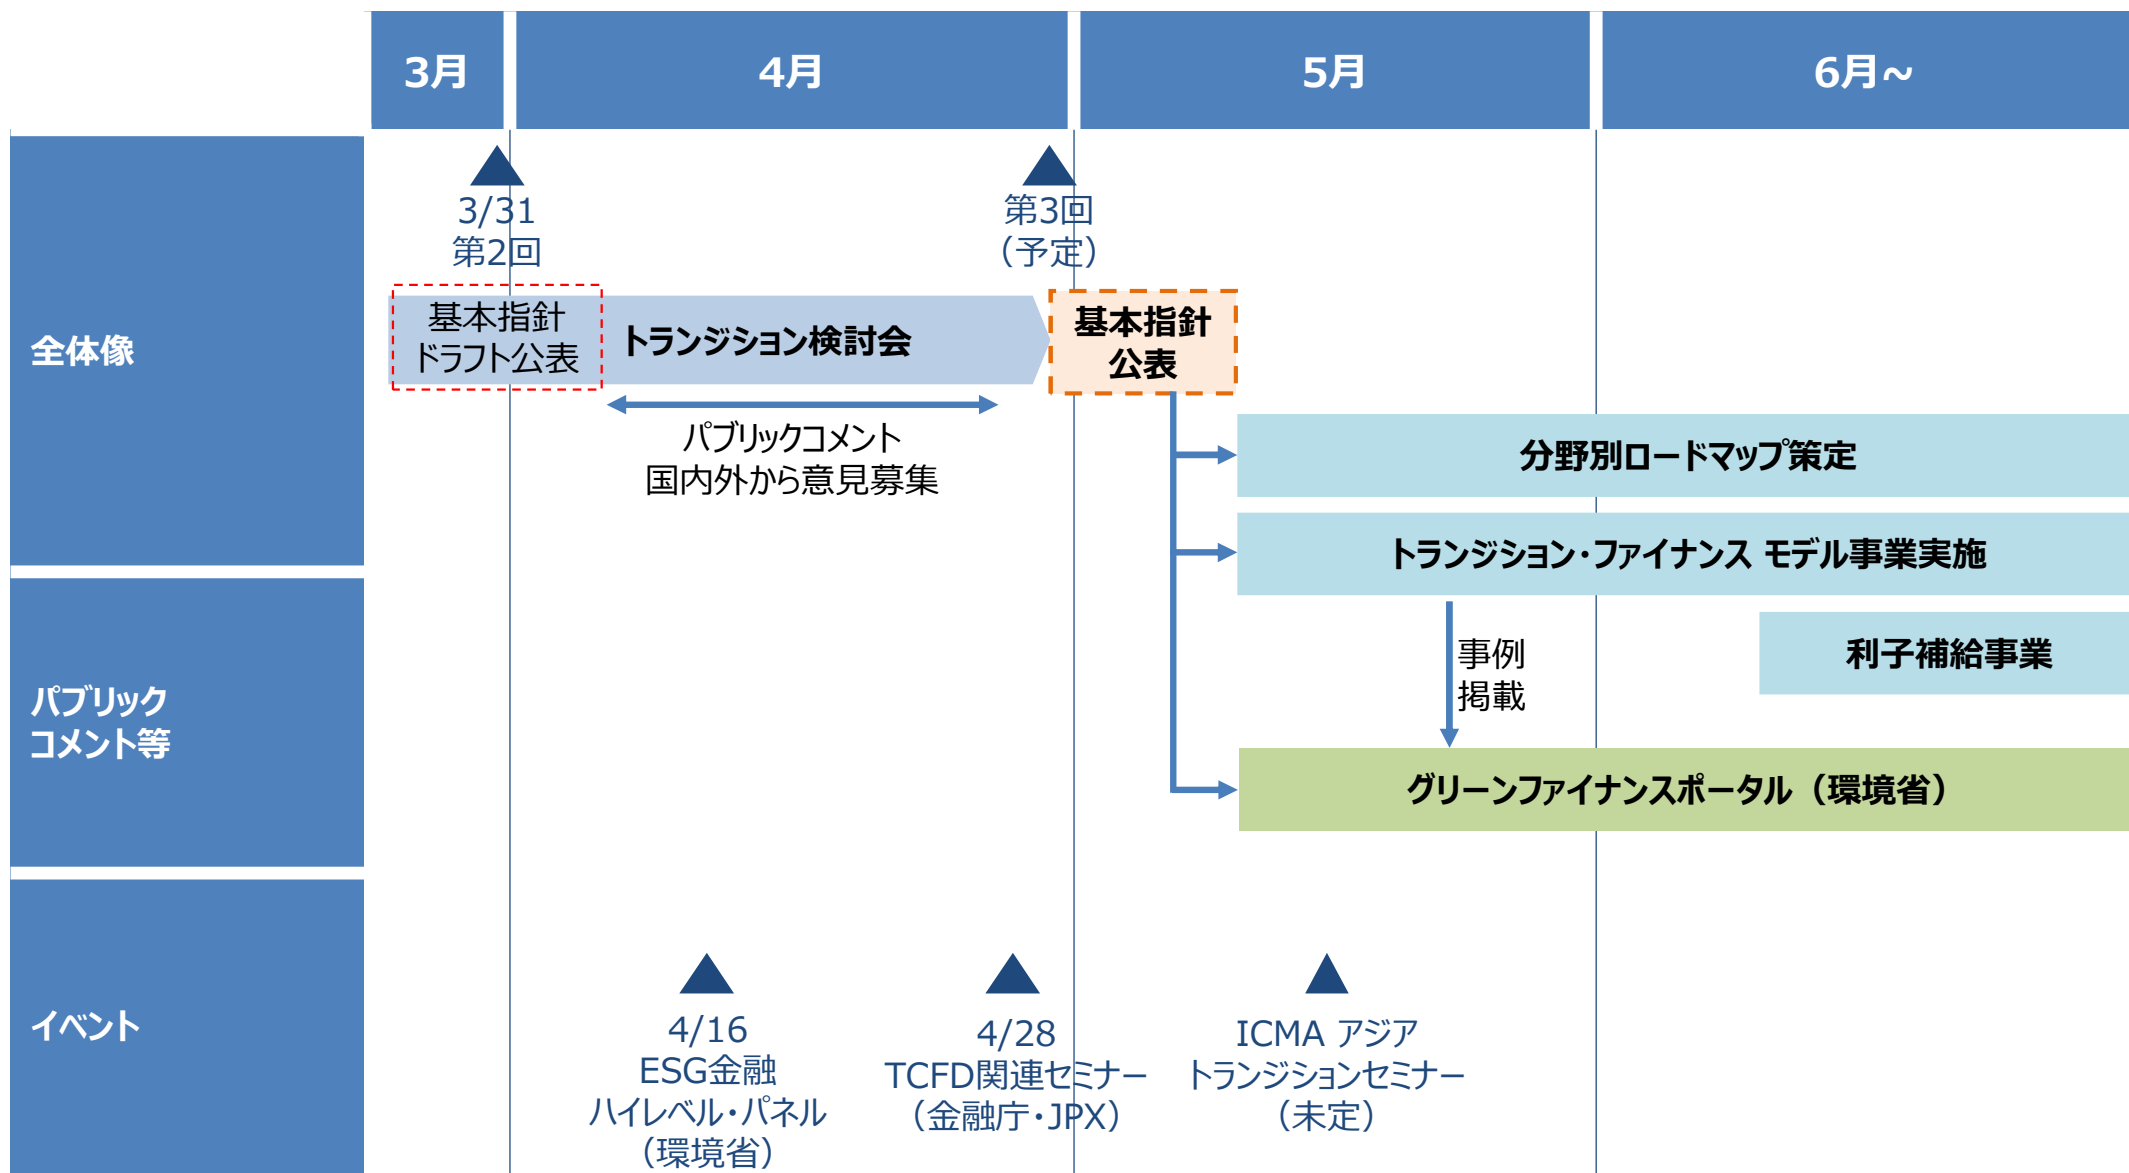 3月
4月
5月
6月~
全体像
3/31
第2回
第3回
（予定）
基本指針
ドラフト公表
トランジション検討会
基本指針
公表
パブリックコメント
国内外から意見募集
分野別ロードマップ策定
トランジション・ファイナンス モデル事業実施
パブリック
コメント等
事例
掲載
利子補給事業
グリーンファイナンスポータル（環境省）
イベント
4/16
ESG金融
ハイレベル・パネル
（環境省）
4/28
TCFD関連セミナー
（金融庁・JPX）
ICMA アジア
トランジションセミナー
（未定）